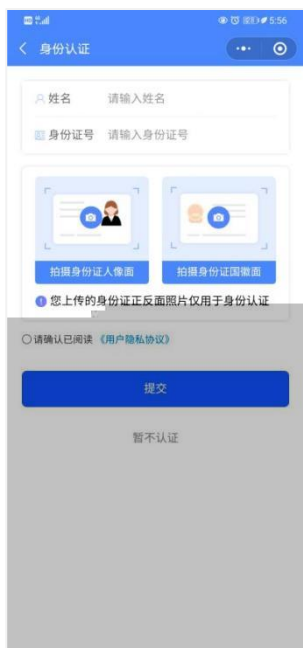 5:56
身份认证
姓名 请输入姓名
身份证号 请输入身份证号
拍摄身份证人像面 拍摄身份证国徽面
您上传的身份证正反面照片仅用于身份认证
请确认已阅读《用户隐私协议》
提交
暂不认证